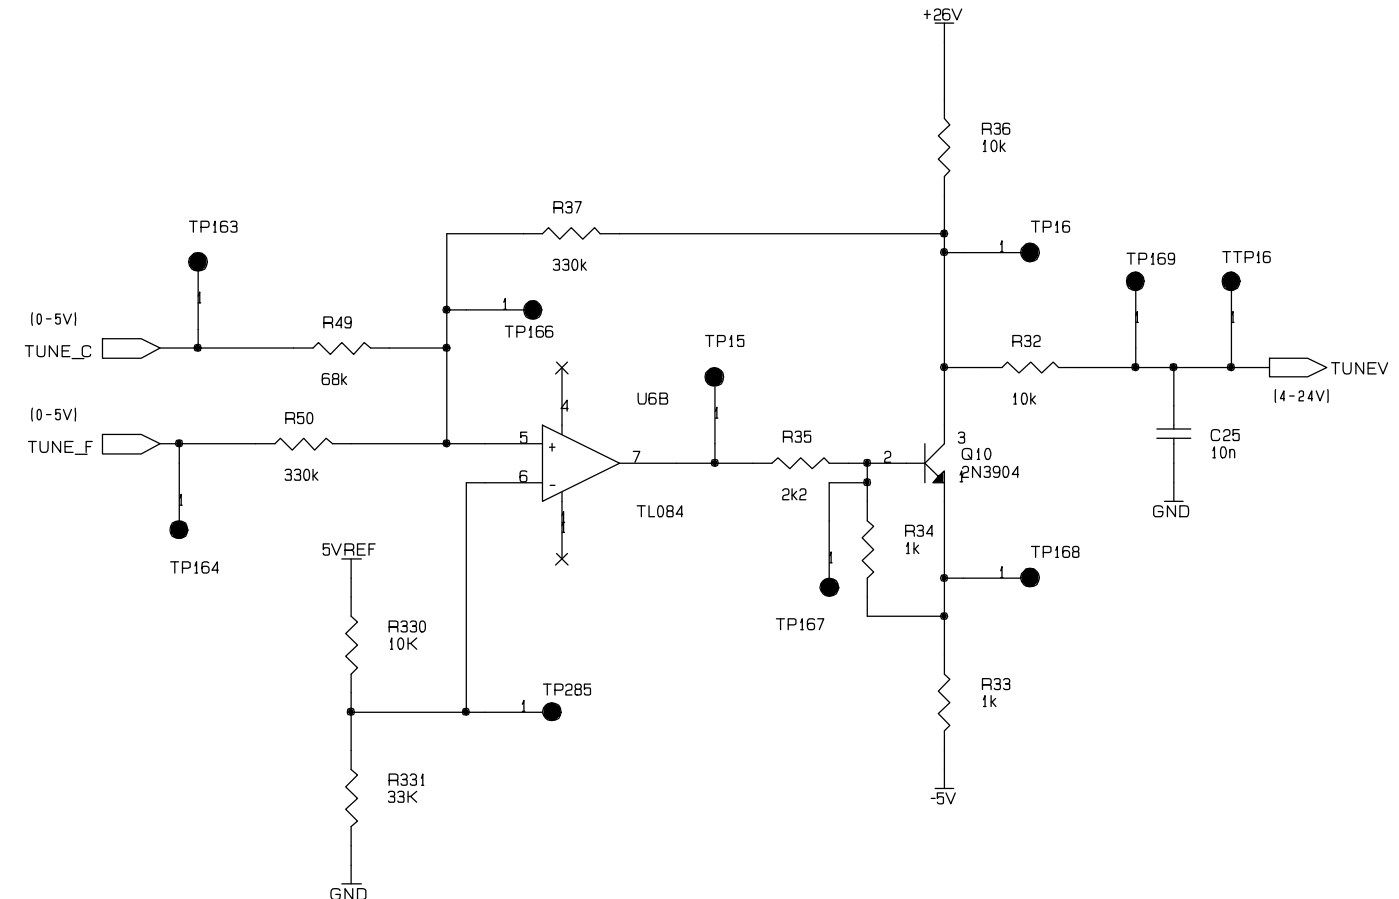 +26V
R36
10k
R37
330k
TP163
1
TP16
1
TP169
1
TTP16
1
(0-5V)
TUNE_C
R49
68k
1
TP166
R32
10k
TUNEV
(4-24V)
TP15
1
(0-5V)
TUNE_F
R50
330k
1
TP164
U6B
4
5
+
6
-
7
11
TL084
R35
2k2
2
3
Q10
2N3904
1
C25
10n
GND
R34
1k
1
TP167
1
TP168
5VREF
R330
10K
1
TP285
R331
33K
GND
R33
1k
-5V